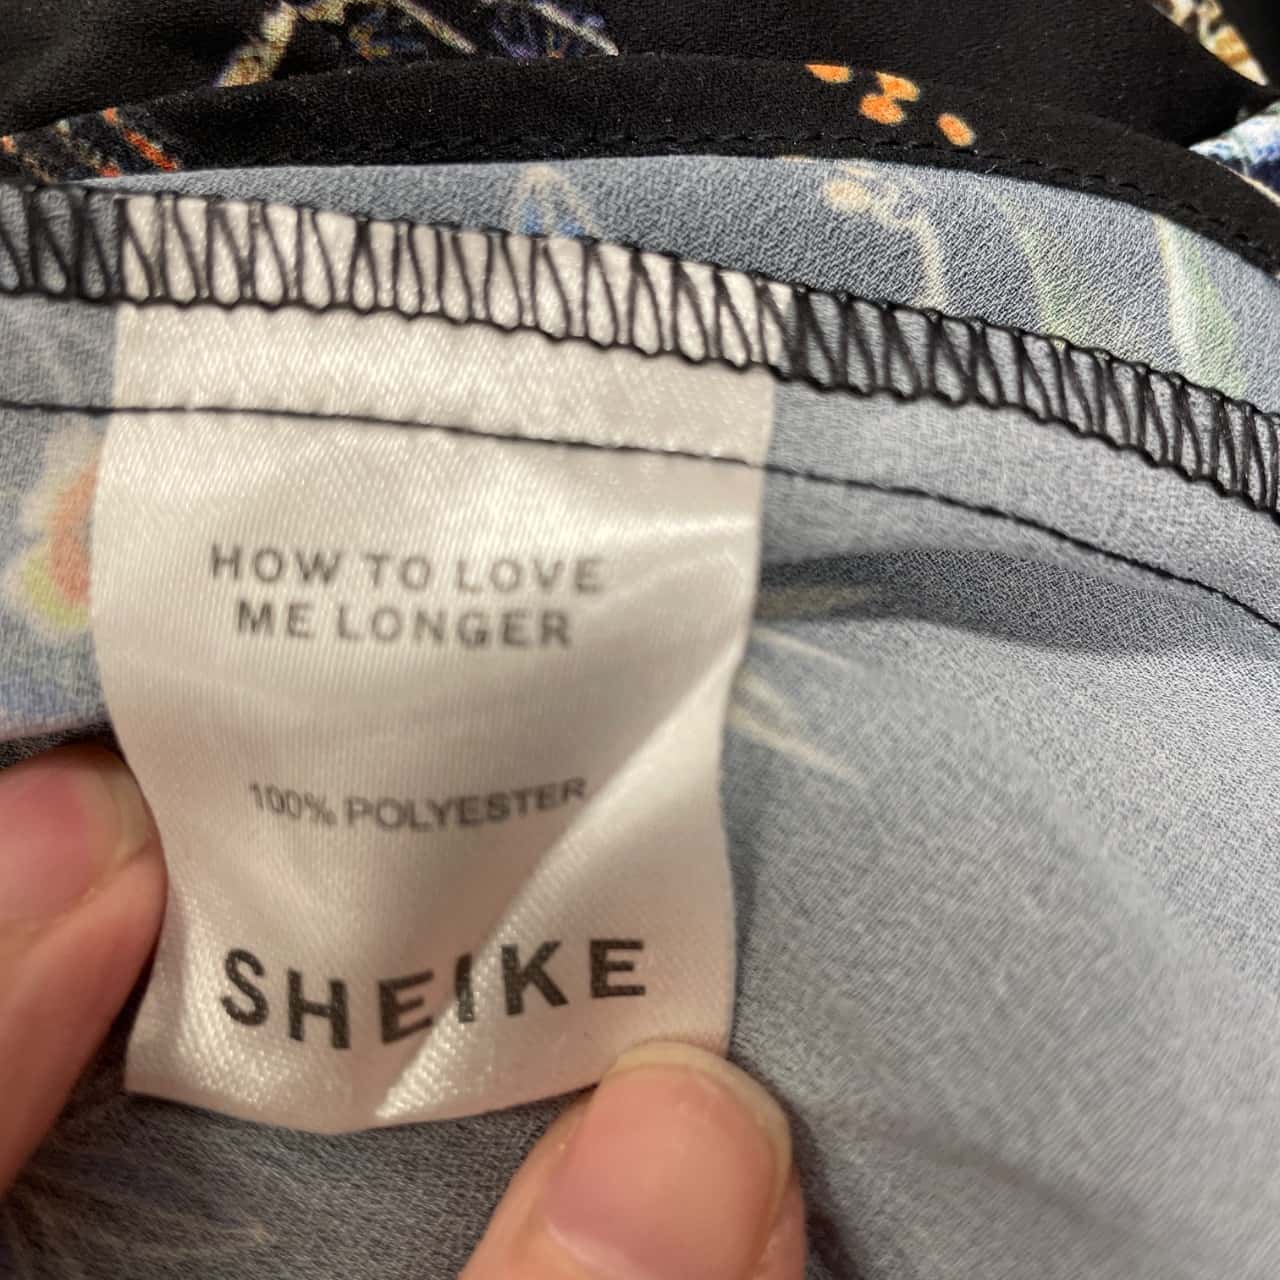 HOW TO LOVE
ME LONGER
100% POLYESTER
SHEIKE